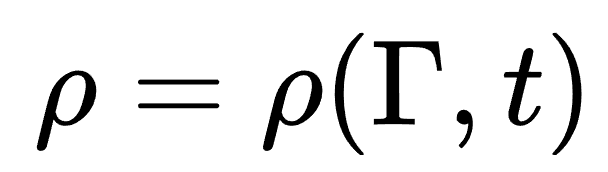 ρ = ρ(Γ, t)